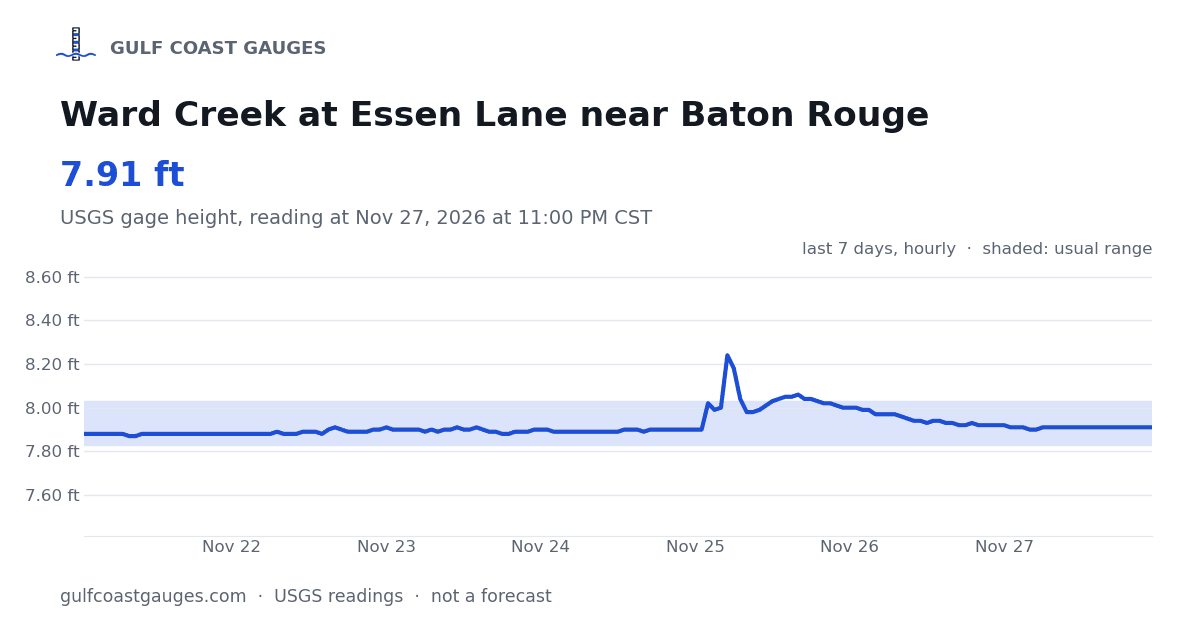 GULF COAST GAUGES
Ward Creek at Essen Lane near Baton Rouge
7.91 ft
USGS gage height, reading at Nov 27, 2026 at 11:00 PM CST
last 7 days, hourly · shaded: usual range
8.60 ft
8.40 ft
8.20 ft
8.00 ft
7.80 ft
7.60 ft
Nov 22 Nov 23 Nov 24 Nov 25 Nov 26 Nov 27
gulfcoastgauges.com · USGS readings · not a forecast